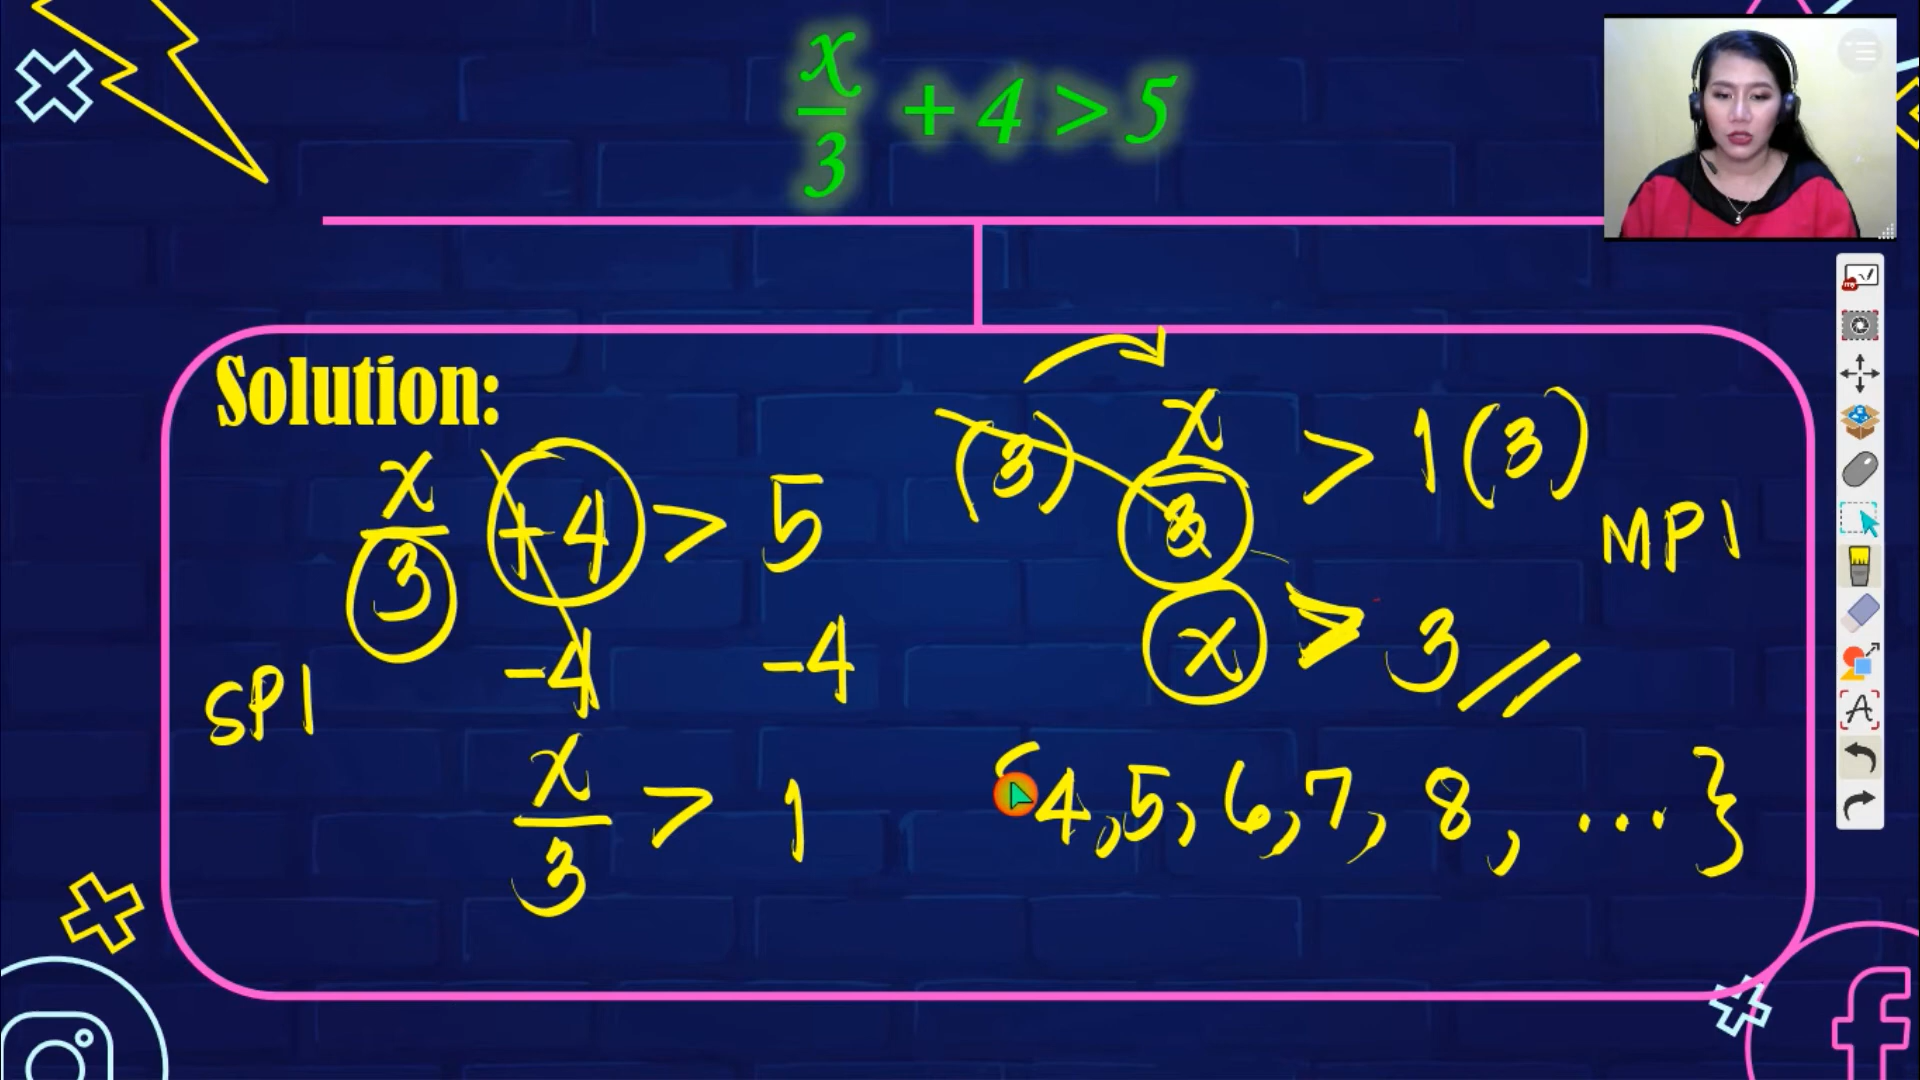 x/3 + 4 > 5
Solution:
x/3 + 4 > 5
-4 -4
SPI
x/3 > 1
(3) x/3 > 1(3)
MPI
x > 3 //
{4, 5, 6, 7, 8, ...}